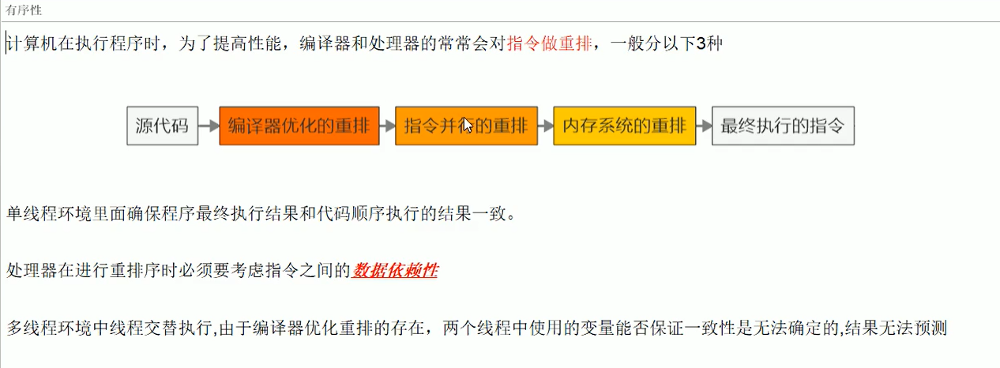 有序性
计算机在执行程序时，为了提高性能，编译器和处理器的常常会对指令做重排，一般分以下3种
源代码
编译器优化的重排
指令并行的重排
内存系统的重排
最终执行的指令
单线程环境里面确保程序最终执行结果和代码顺序执行的结果一致。
处理器在进行重排序时必须要考虑指令之间的数据依赖性
多线程环境中线程交替执行,由于编译器优化重排的存在，两个线程中使用的变量能否保证一致性是无法确定的,结果无法预测